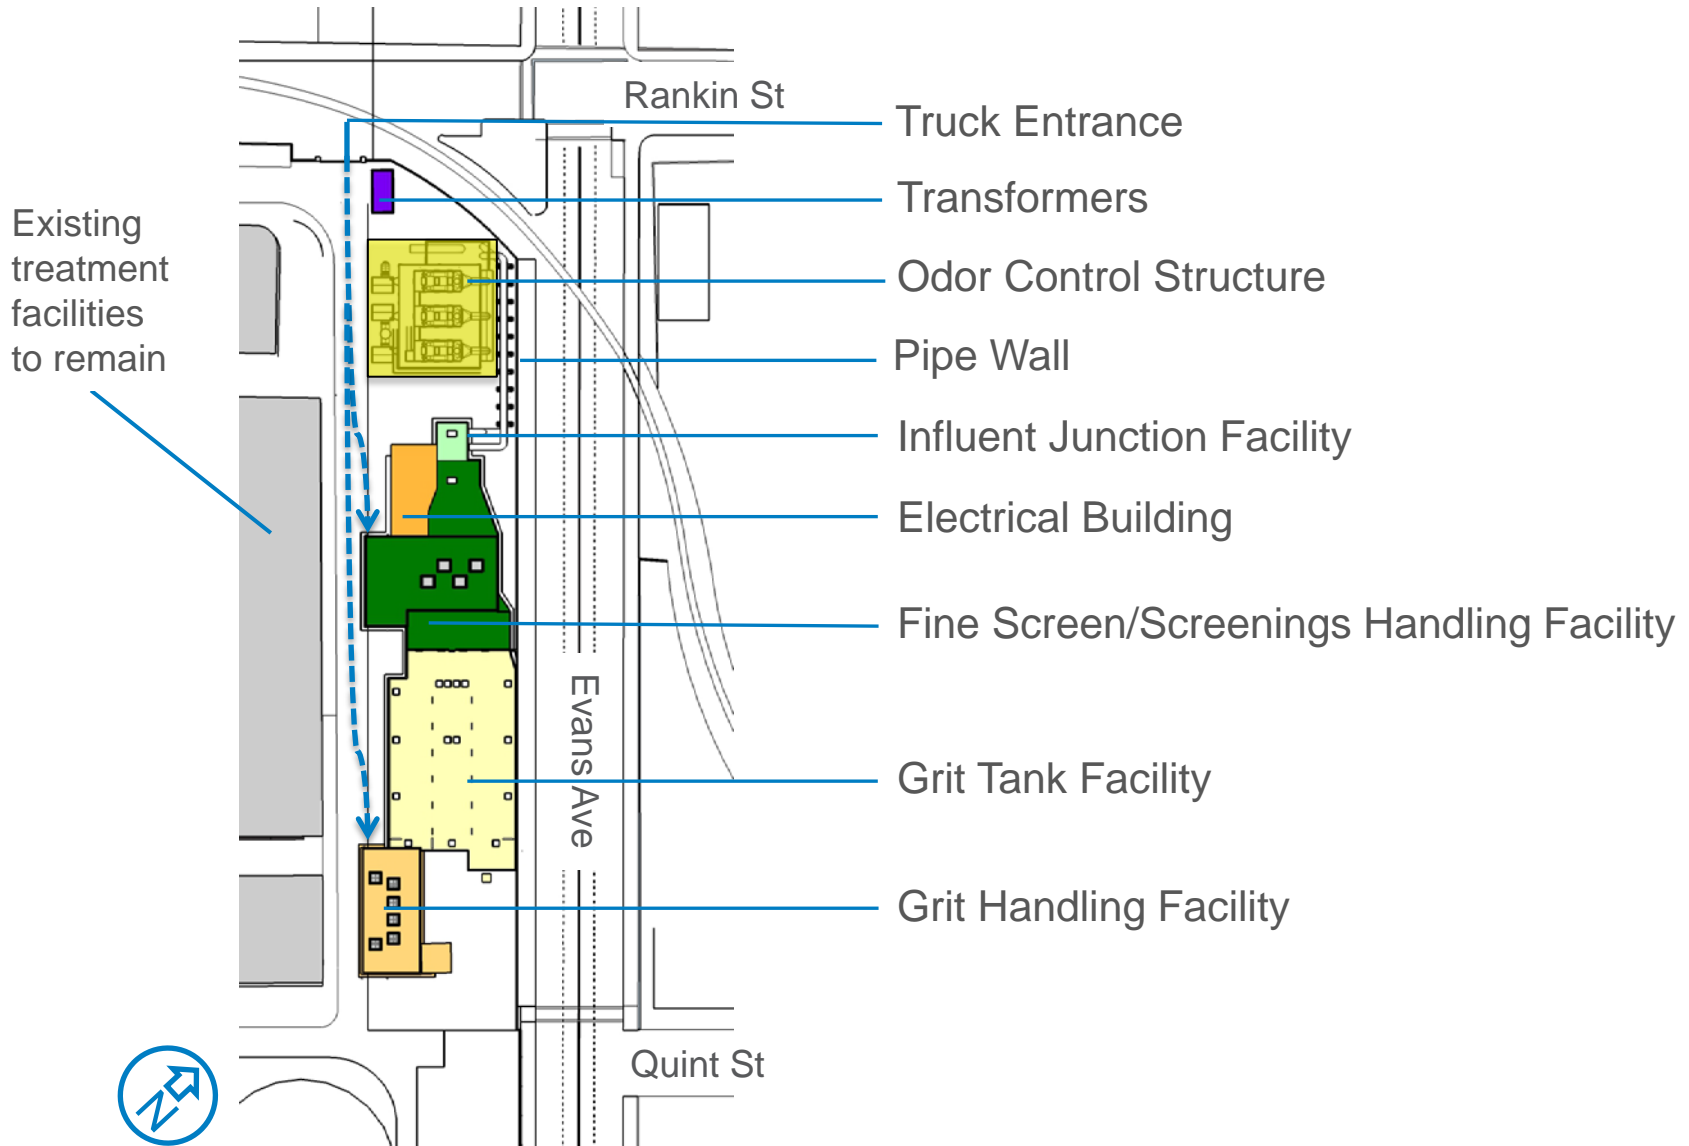 Rankin St
Truck Entrance
Transformers
Existing
treatment
facilities
to remain
Odor Control Structure
Pipe Wall
Influent Junction Facility
Electrical Building
Fine Screen/Screenings Handling Facility
Evans Ave
Grit Tank Facility
Grit Handling Facility
Quint St
N